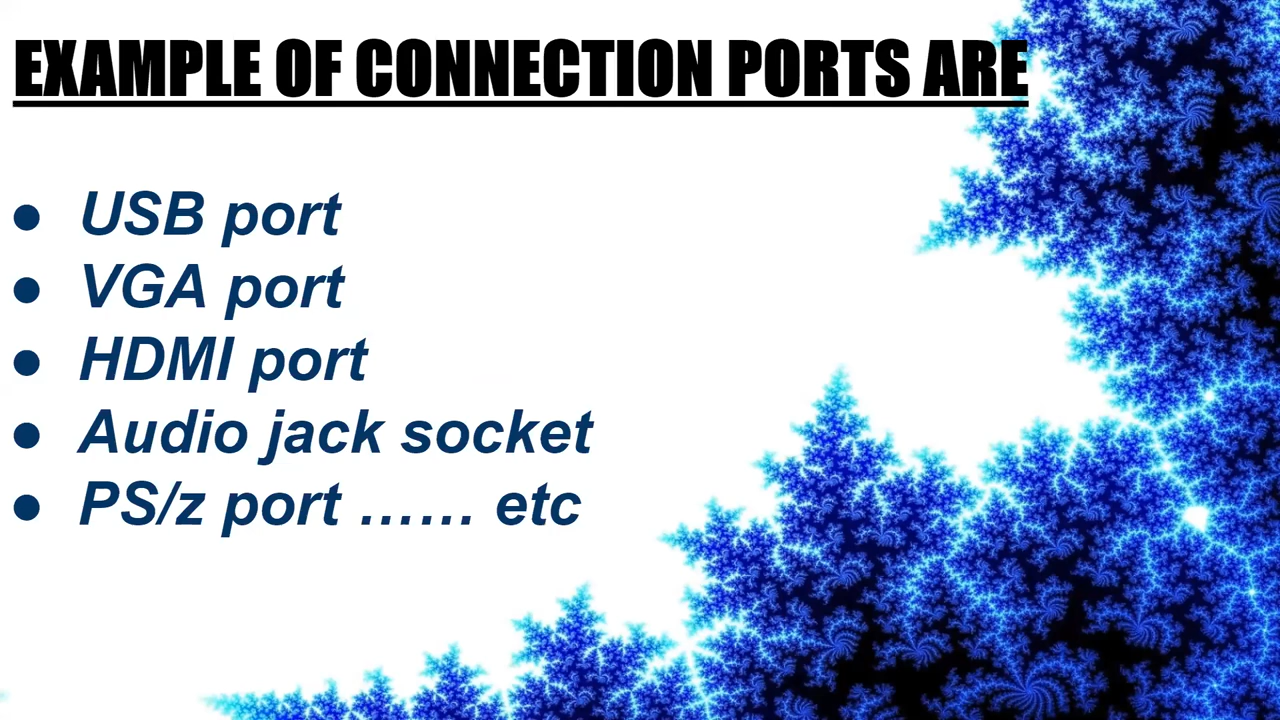 EXAMPLE OF CONNECTION PORTS ARE
● USB port
● VGA port
● HDMI port
● Audio jack socket
● PS/z port …… etc